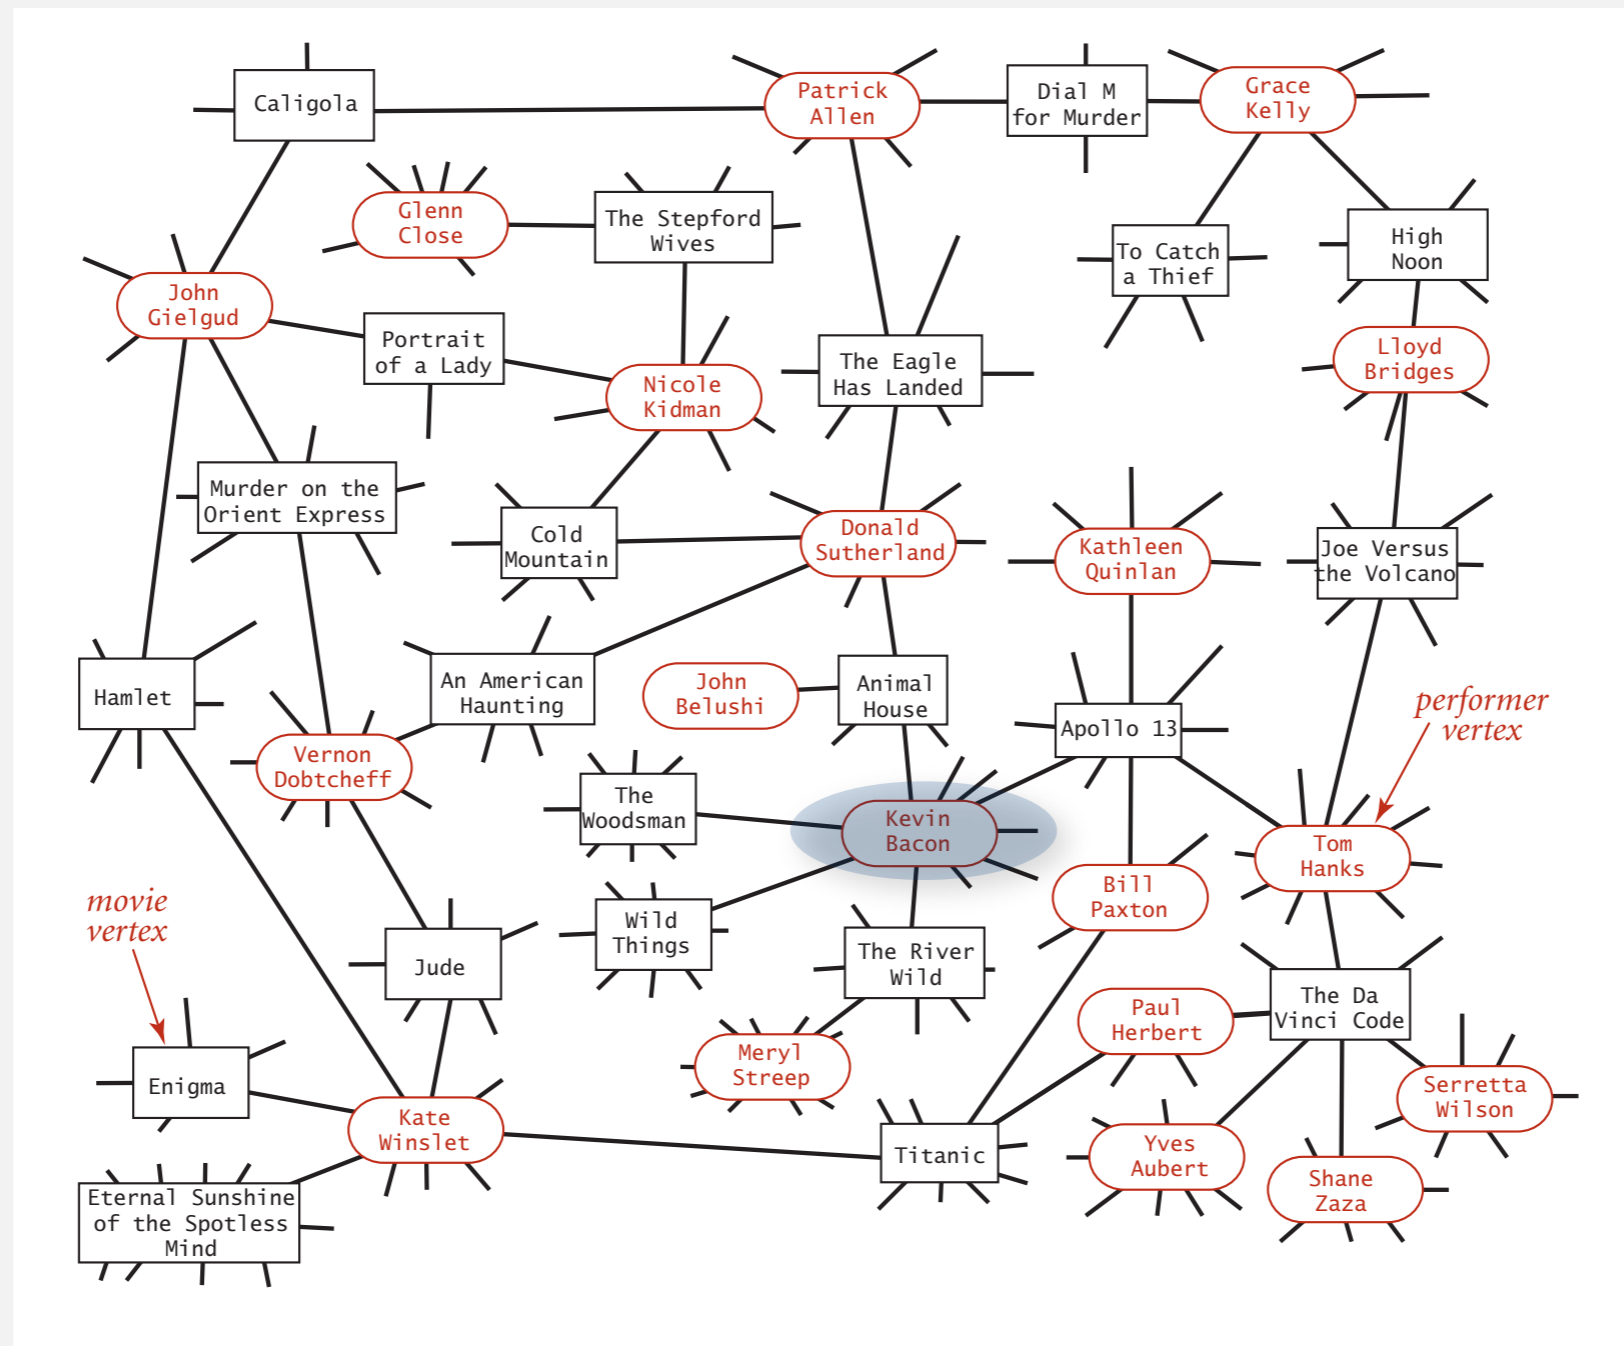 Caligola
Patrick
Allen
Dial M
for Murder
Grace
Kelly
Glenn
Close
The Stepford
Wives
To Catch
a Thief
High
Noon
John
Gielgud
Portrait
of a Lady
Nicole
Kidman
The Eagle
Has Landed
Lloyd
Bridges
Murder on the
Orient Express
Cold
Mountain
Donald
Sutherland
Kathleen
Quinlan
Joe Versus
the Volcano
Hamlet
An American
Haunting
John
Belushi
Animal
House
Apollo 13
performer
vertex
Vernon
Dobtcheff
The
Woodsman
Kevin
Bacon
Tom
Hanks
movie
vertex
Jude
Wild
Things
The River
Wild
Bill
Paxton
Paul
Herbert
The Da
Vinci Code
Enigma
Meryl
Streep
Serretta
Wilson
Kate
Winslet
Titanic
Yves
Aubert
Shane
Zaza
Eternal Sunshine
of the Spotless
Mind